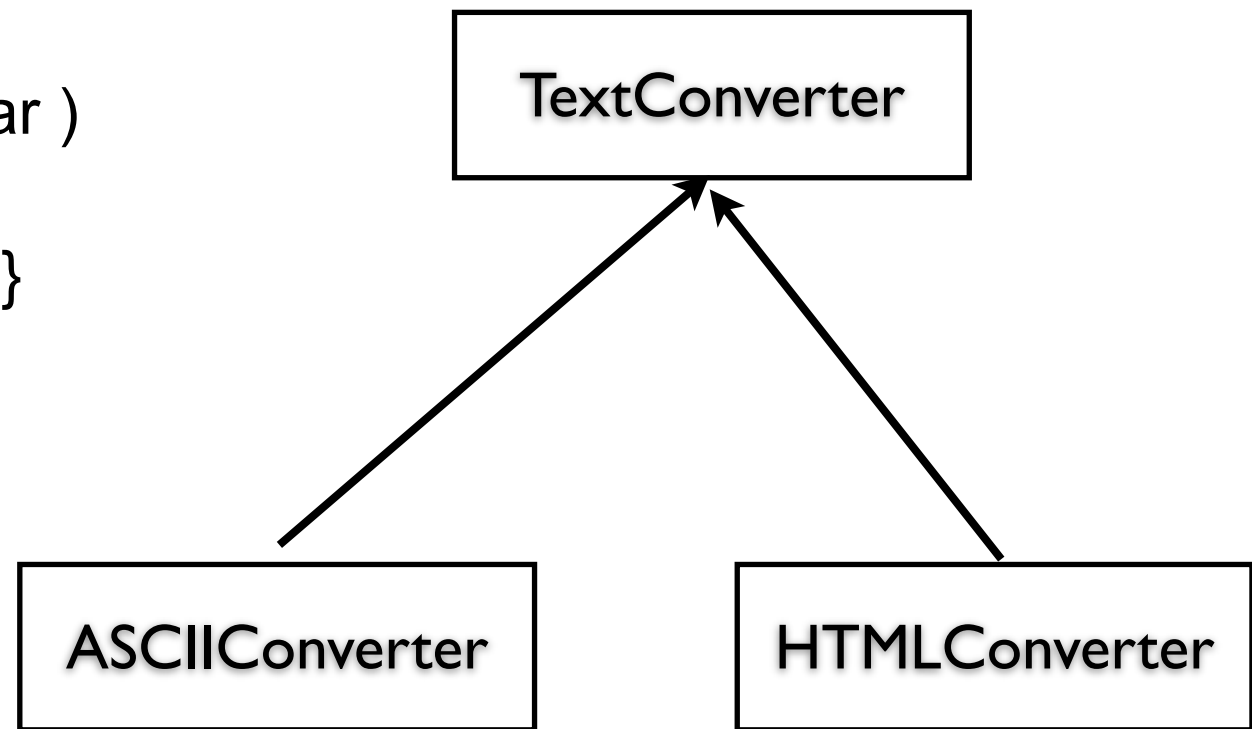 TextConverter
ar )
}
ASCIIConverter
HTMLConverter